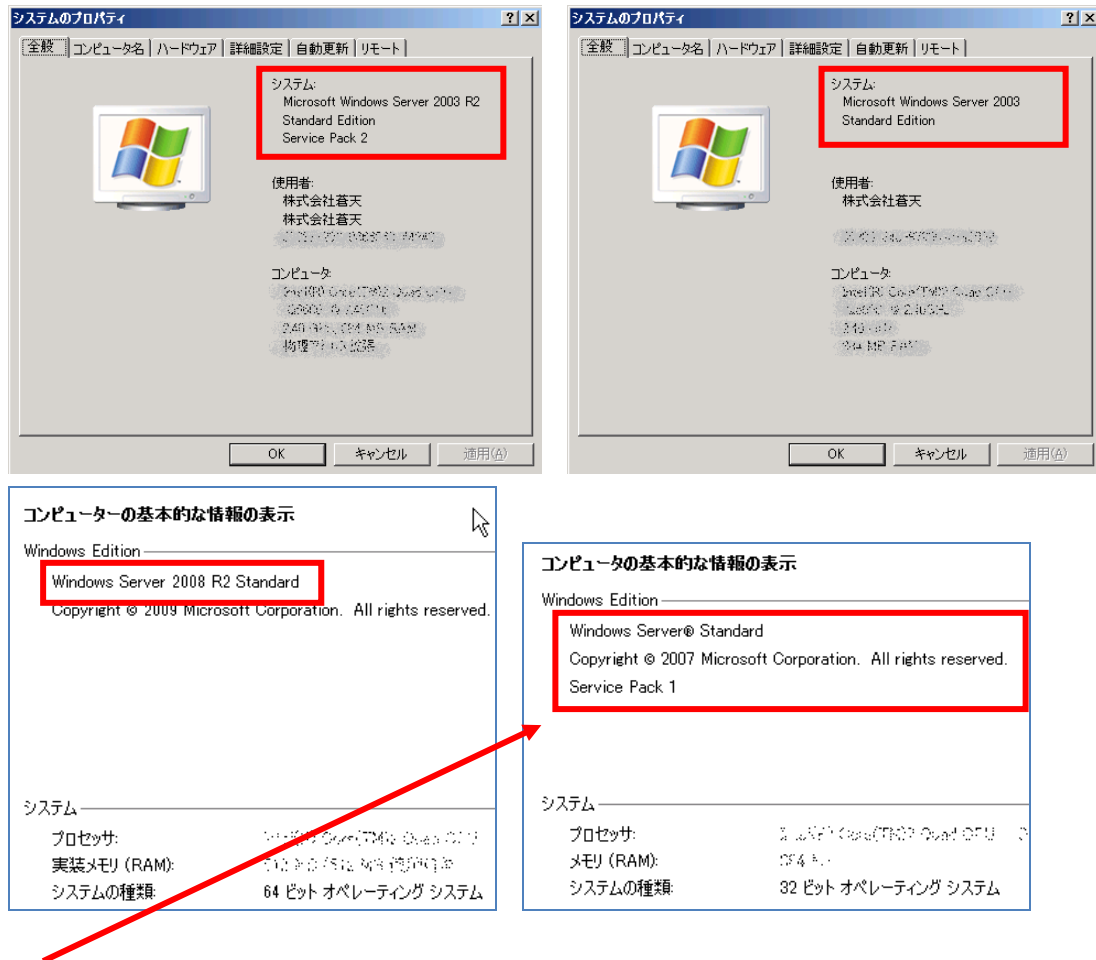 システムのプロパティ
全般 コンピュータ名 ハードウェア 詳細設定 自動更新 リモート
システム:
Microsoft Windows Server 2003 R2
Standard Edition
Service Pack 2
使用者:
株式会社蒼天
株式会社蒼天
コンピュータ:
OK キャンセル 適用(A)
システムのプロパティ
全般 コンピュータ名 ハードウェア 詳細設定 自動更新 リモート
システム:
Microsoft Windows Server 2003
Standard Edition
使用者:
株式会社蒼天
コンピュータ:
OK キャンセル 適用(A)
コンピューターの基本的な情報の表示
Windows Edition
Windows Server 2008 R2 Standard
Copyright © 2009 Microsoft Corporation. All rights reserved.
システム
プロセッサ:
実装メモリ (RAM):
システムの種類: 64 ビット オペレーティング システム
コンピュータの基本的な情報の表示
Windows Edition
Windows Server® Standard
Copyright © 2007 Microsoft Corporation. All rights reserved.
Service Pack 1
システム
プロセッサ:
メモリ (RAM):
システムの種類: 32 ビット オペレーティング システム